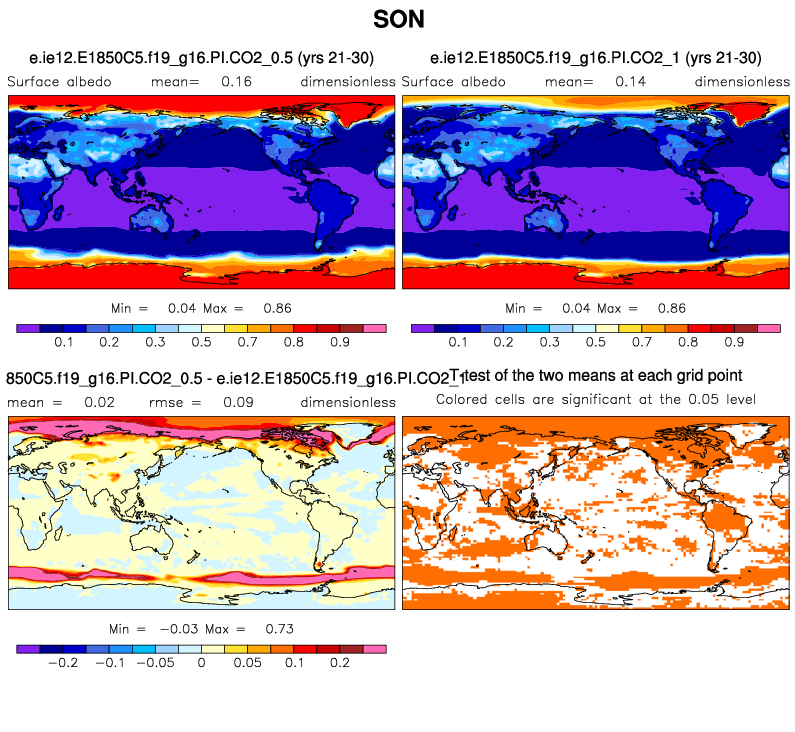 SON
e.ie12.E1850C5.f19_g16.PI.CO2_0.5 (yrs 21-30)
e.ie12.E1850C5.f19_g16.PI.CO2_1 (yrs 21-30)
Surface albedo mean= 0.16 dimensionless
Surface albedo mean= 0.14 dimensionless
Min = 0.04 Max = 0.86
Min = 0.04 Max = 0.86
0.1 0.2 0.3 0.4 0.5 0.7 0.8 0.9
0.1 0.2 0.3 0.4 0.5 0.7 0.8 0.9
850C5.f19_g16.PI.CO2_0.5 - e.ie12.E1850C5.f19_g16.PI.CO2_1
T-test of the two means at each grid point
mean = 0.02 rmse = 0.09 dimensionless
Colored cells are significant at the 0.05 level
Min = −0.03 Max = 0.73
−0.2 −0.1 −0.05 0 0.05 0.1 0.2